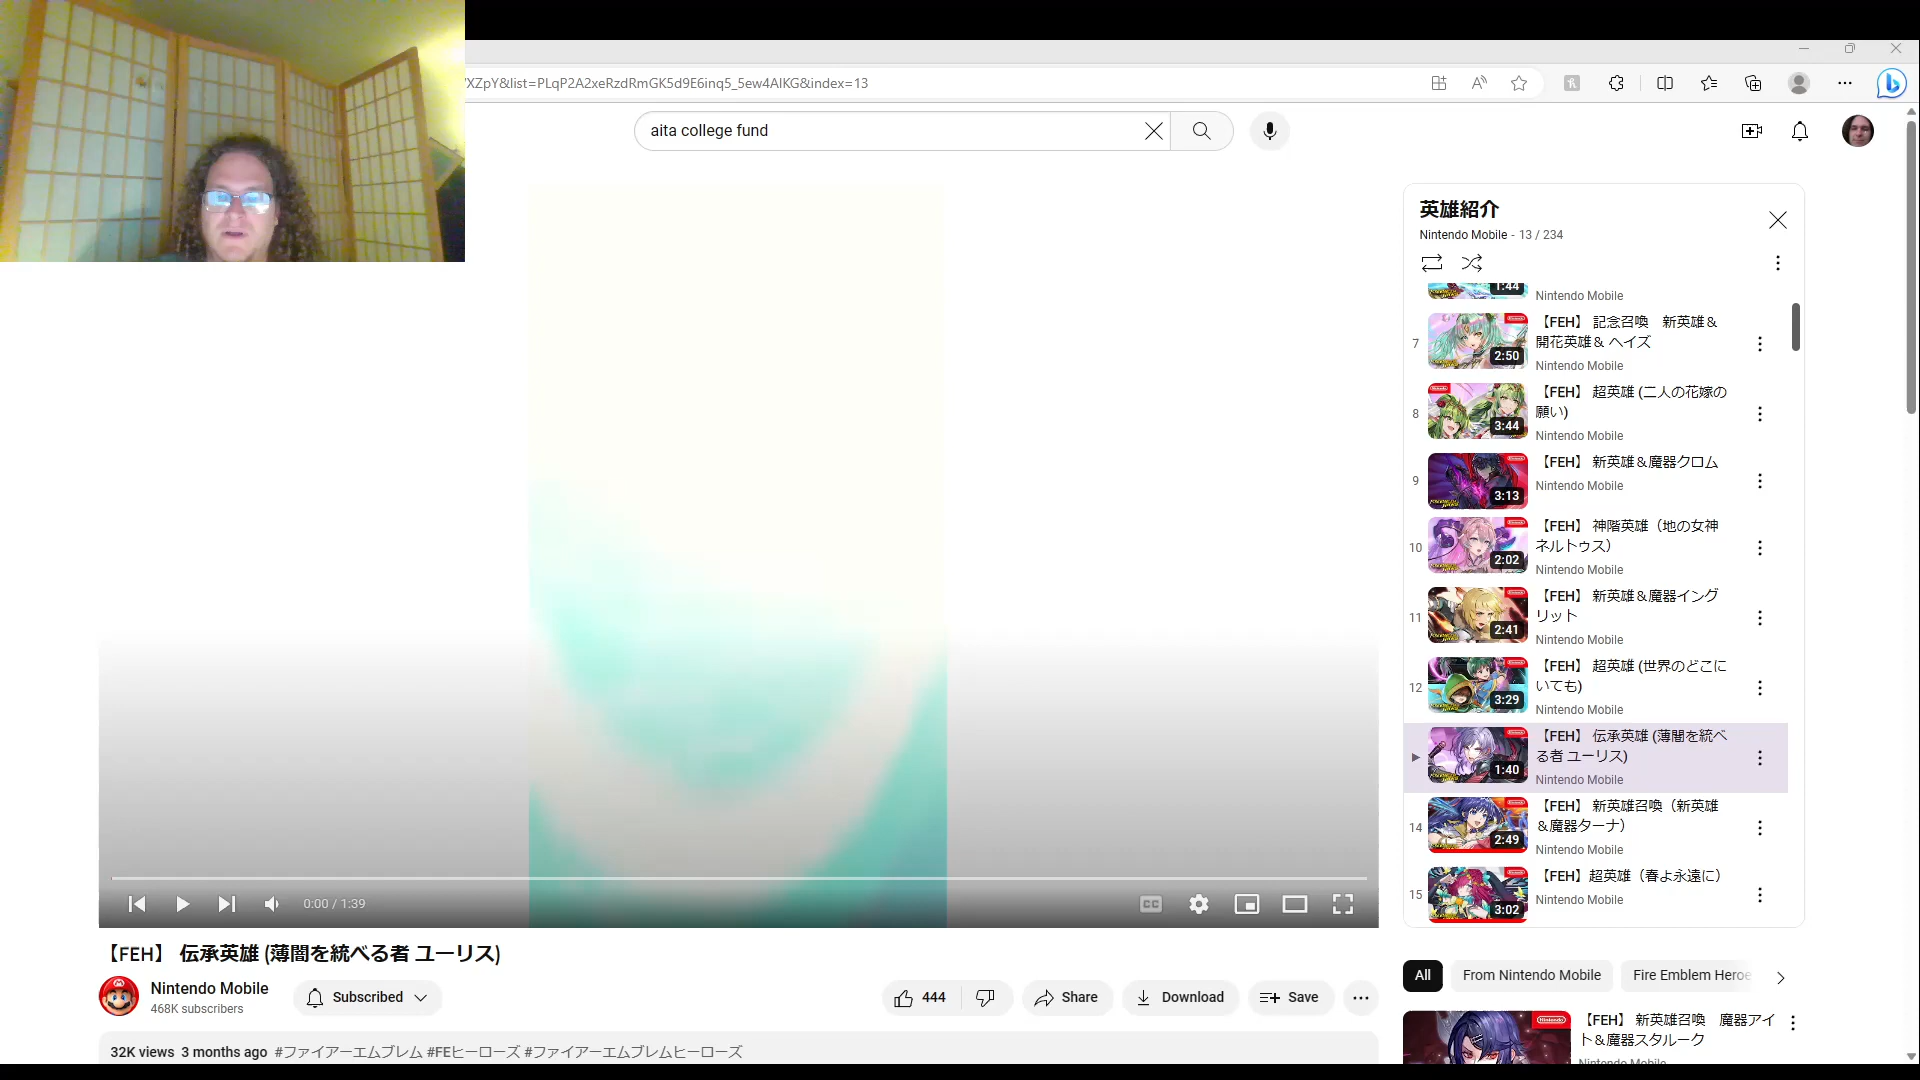 XZpY&list=PLqP2A2xeRzdRmGK5d9E6inq5_5ew4AlKG&index=13
aita college fund
英雄紹介
Nintendo Mobile - 13 / 234
1:44
Nintendo Mobile
7
2:50
【FEH】 記念召喚　新英雄＆
開花英雄＆ ヘイズ
Nintendo Mobile
8
3:44
【FEH】 超英雄 (二人の花嫁の
願い)
Nintendo Mobile
9
3:13
【FEH】 新英雄＆魔器クロム
Nintendo Mobile
10
2:02
【FEH】 神階英雄（地の女神
ネルトゥス）
Nintendo Mobile
11
2:41
【FEH】 新英雄＆魔器イング
リット
Nintendo Mobile
12
3:29
【FEH】 超英雄 (世界のどこに
いても)
Nintendo Mobile
1:40
【FEH】 伝承英雄 (薄闇を統べ
る者 ユーリス)
Nintendo Mobile
14
2:49
【FEH】 新英雄召喚（新英雄
＆魔器ターナ）
Nintendo Mobile
15
3:02
【FEH】超英雄（春よ永遠に）
Nintendo Mobile
0:00 / 1:39
CC
【FEH】 伝承英雄 (薄闇を統べる者 ユーリス)
Nintendo Mobile
468K subscribers
Subscribed
444
Share
Download
Save
32K views 3 months ago #ファイアーエムブレム #FEヒーローズ #ファイアーエムブレムヒーローズ
All
From Nintendo Mobile
Fire Emblem Heroe
【FEH】 新英雄召喚　魔器アイ
ト＆魔器スタルーク
Nintendo Mobile